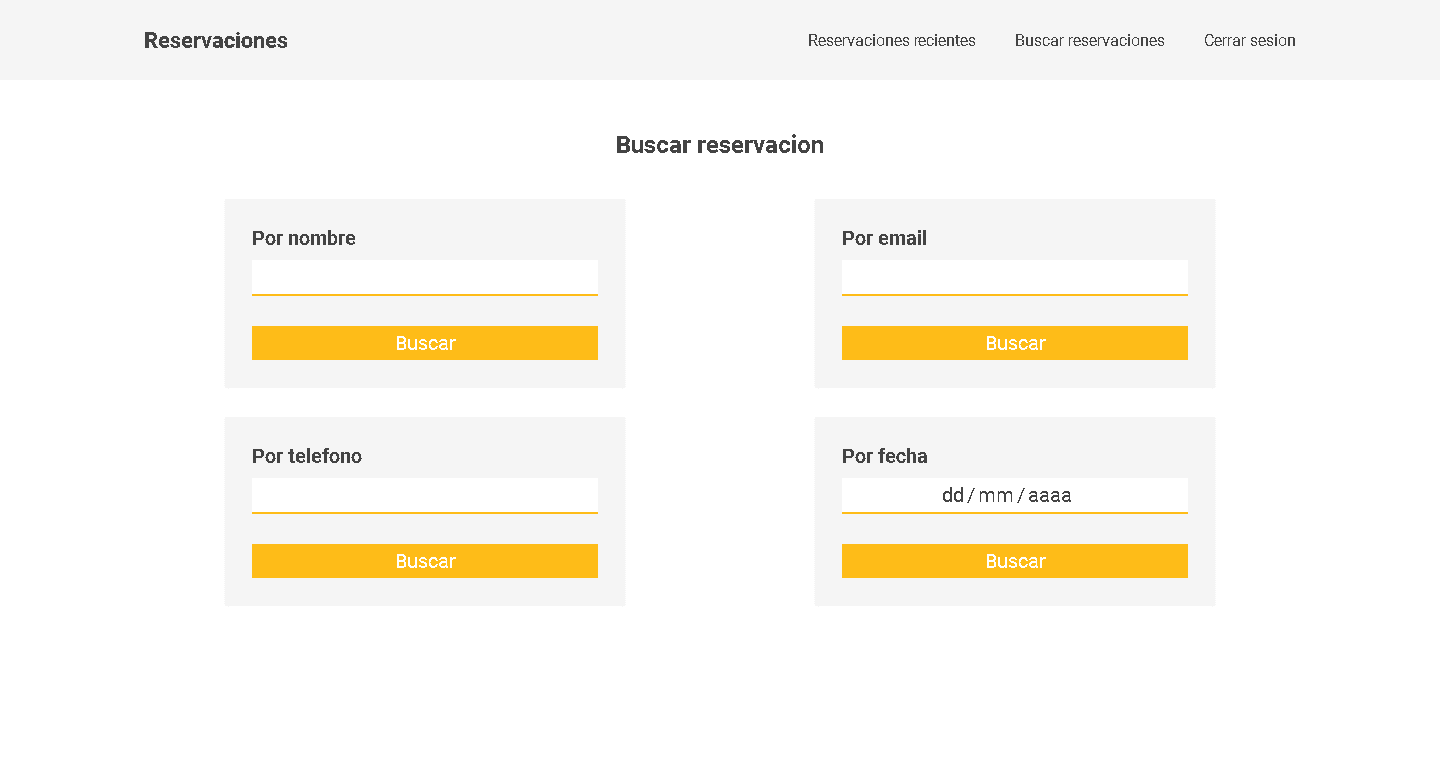 Reservaciones
Reservaciones recientes
Buscar reservaciones
Cerrar sesion
Buscar reservacion
Por nombre
Buscar
Por email
Buscar
Por telefono
Buscar
Por fecha
dd/mm/aaaa
Buscar